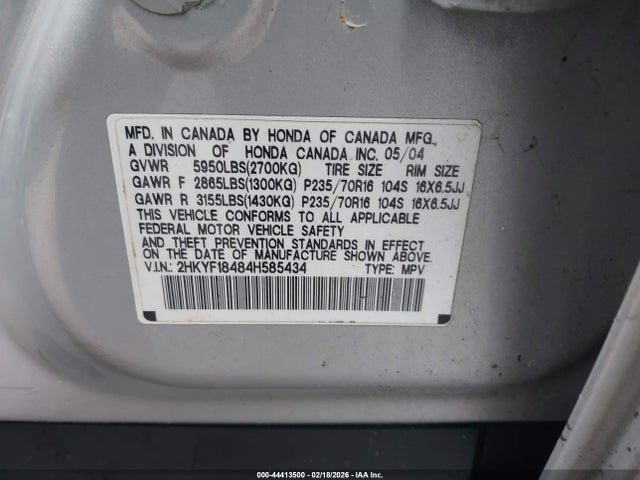 MFD. IN CANADA BY HONDA OF CANADA MFG.,
A DIVISION OF HONDA CANADA INC. 05/04
GVWR 5950LBS(2700KG) TIRE SIZE RIM SIZE
GAWR F 2865LBS(1300KG) P235/70R16 104S 16X6.5JJ
GAWR R 3155LBS(1430KG) P235/70R16 104S 16X6.5JJ
THIS VEHICLE CONFORMS TO ALL APPLICABLE
FEDERAL MOTOR VEHICLE SAFETY
AND THEFT PREVENTION STANDARDS IN EFFECT
ON THE DATE OF MANUFACTURE SHOWN ABOVE.
V.I.N.: 2HKYF18484H585434 TYPE: MPV
000-44413500 - 02/18/2026 - IAAI4413, INC.